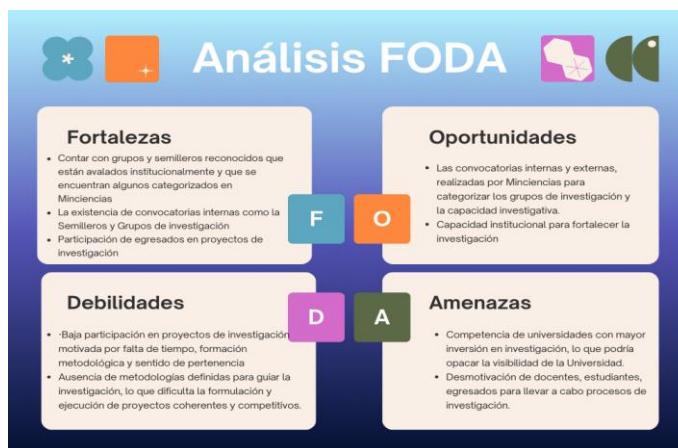 Análisis FODA
Fortalezas
• Contar con grupos y semilleros reconocidos que
están avalados institucionalmente y que se
encuentran algunos categorizados en
Minciencias
• La existencia de convocatorias internas como la
Semilleros y Grupos de investigación
• Participación de egresados en proyectos de
investigación
Oportunidades
• Las convocatorias internas y externas,
realizadas por Minciencias para
categorizar los grupos de investigación y
la capacidad investigativa.
• Capacidad institucional para fortalecer la
investigación
F
O
D
A
Debilidades
• ·Baja participación en proyectos de investigación
motivada por falta de tiempo, formación
metodológica y sentido de pertenencia
• Ausencia de metodologías definidas para guiar la
investigación, lo que dificulta la formulación y
ejecución de proyectos coherentes y competitivos.
Amenazas
• Competencia de universidades con mayor
inversión en investigación, lo que podría
opacar la visibilidad de la Universidad.
• Desmotivación de docentes, estudiantes,
egresados para llevar a cabo procesos de
investigación.